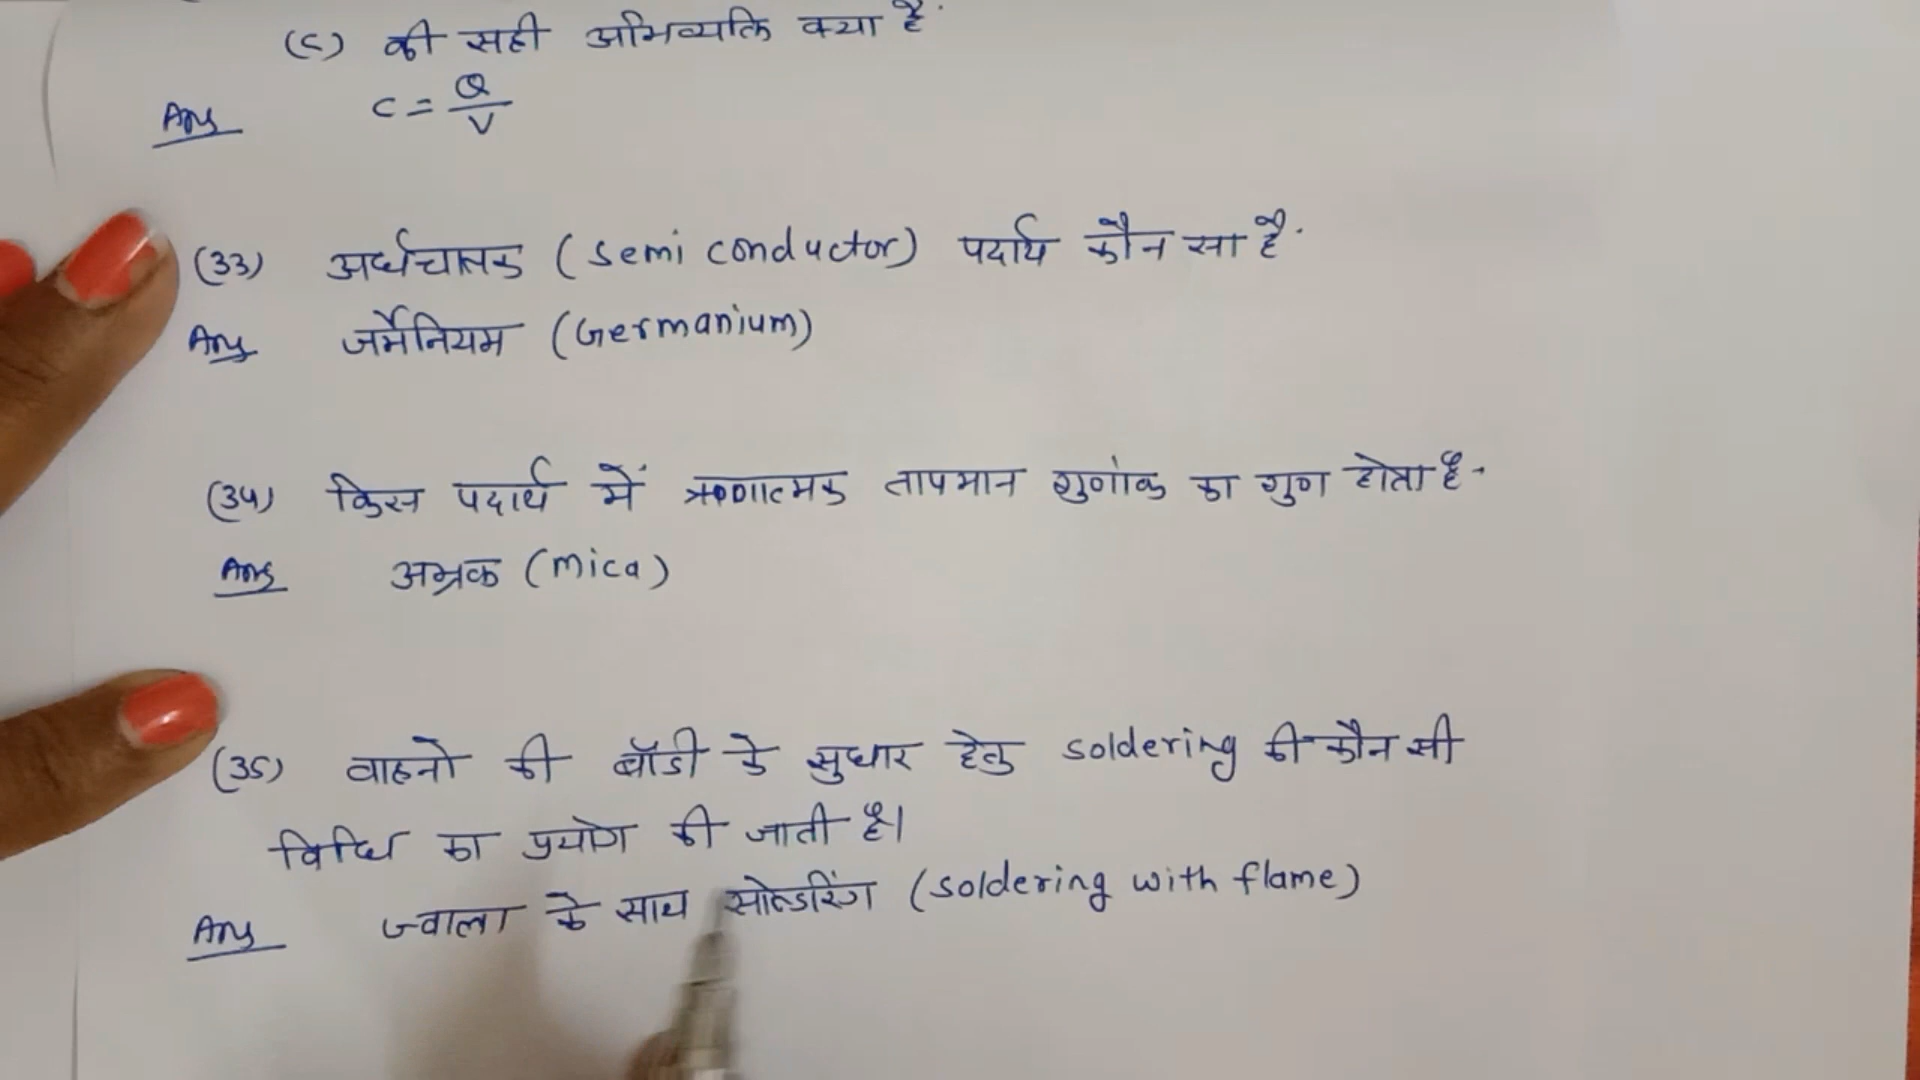 (C) की सही अभिव्यक्ति क्या है.
Ans C = Q/V
(33) अर्धचालक (Semi conductor) पदार्थ कौन सा है.
Ans जर्मेनियम (Germanium)
(34) किस पदार्थ में ऋणात्मक तापमान गुणांक का गुण होता है.
Ans अभ्रक (mica)
(35) वाहनो की बॉडी के सुधार हेतु soldering की कौन सी
विधि का प्रयोग की जाती है।
Ans ज्वाला के साथ सोल्डरिंग (soldering with flame)